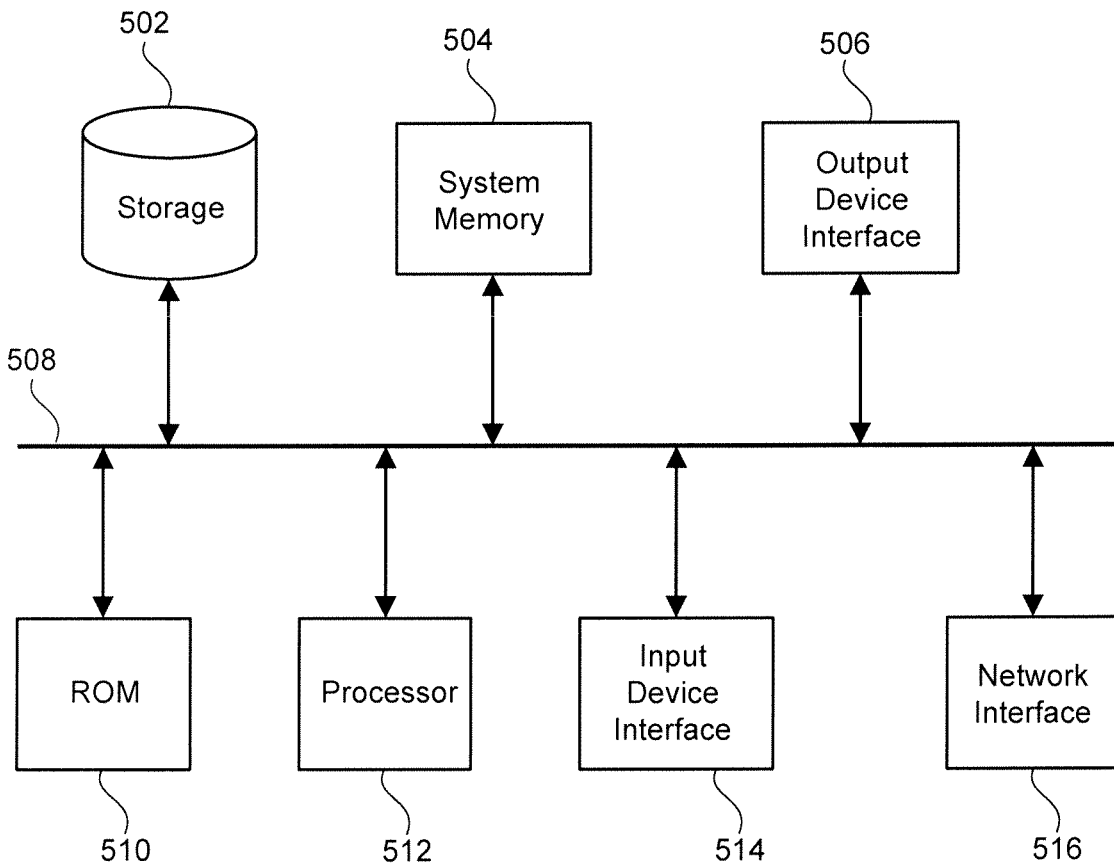 502
504
506
Storage
System
Memory
Output
Device
Interface
508
ROM
Processor
Input
Device
Interface
Network
Interface
510
512
514
516